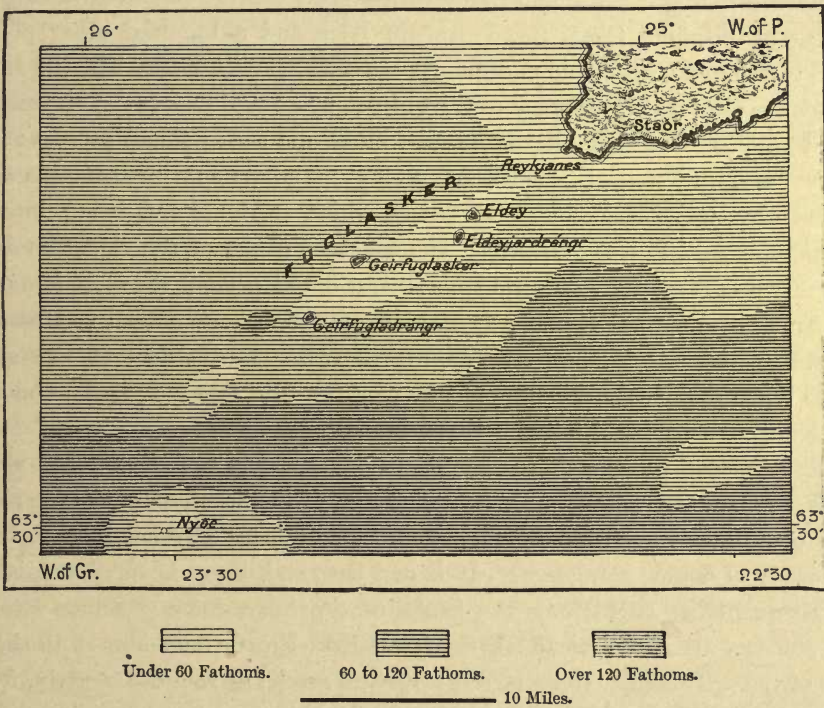 26° 25° W.of P.
Staðr
Reykjanes
FUGLASKER
Eldey
Eldeyjardrángr
Geirfuglasker
Geirfugladrángr
63° 30′ Nyöe 63° 30′
W.of Gr. 23°30′ 22°30
Under 60 Fathoms. 60 to 120 Fathoms. Over 120 Fathoms.
10 Miles.